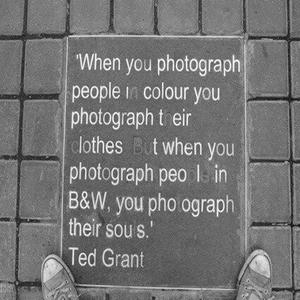 'When you photograph
people in colour you
photograph their
clothes But when you
photograph people in
B&W, you photograph
their souls.'
Ted Grant